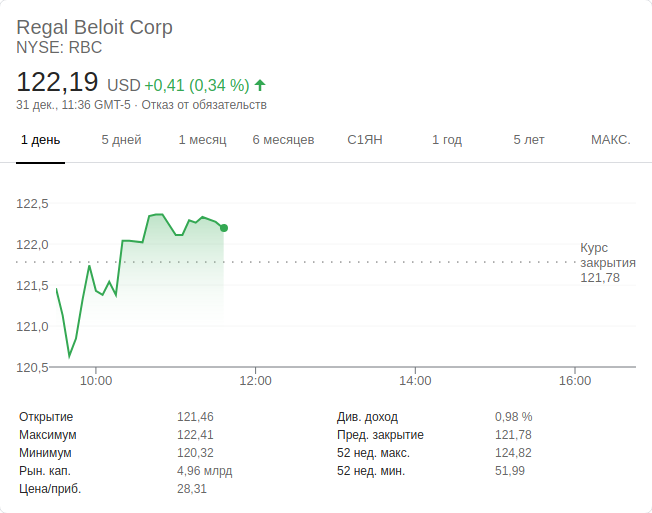 Regal Beloit Corp
NYSE: RBC
122,19 USD +0,41 (0,34 %)
31 дек., 11:36 GMT-5 · Отказ от обязательств
1 день 5 дней 1 месяц 6 месяцев С1ЯН 1 год 5 лет МАКС.
122,5
122,0
Курс
закрытия
121,78
121,5
121,0
120,5
10:00 12:00 14:00 16:00
Открытие 121,46 Див. доход 0,98 %
Максимум 122,41 Пред. закрытие 121,78
Минимум 120,32 52 нед. макс. 124,82
Рын. кап. 4,96 млрд 52 нед. мин. 51,99
Цена/приб. 28,31